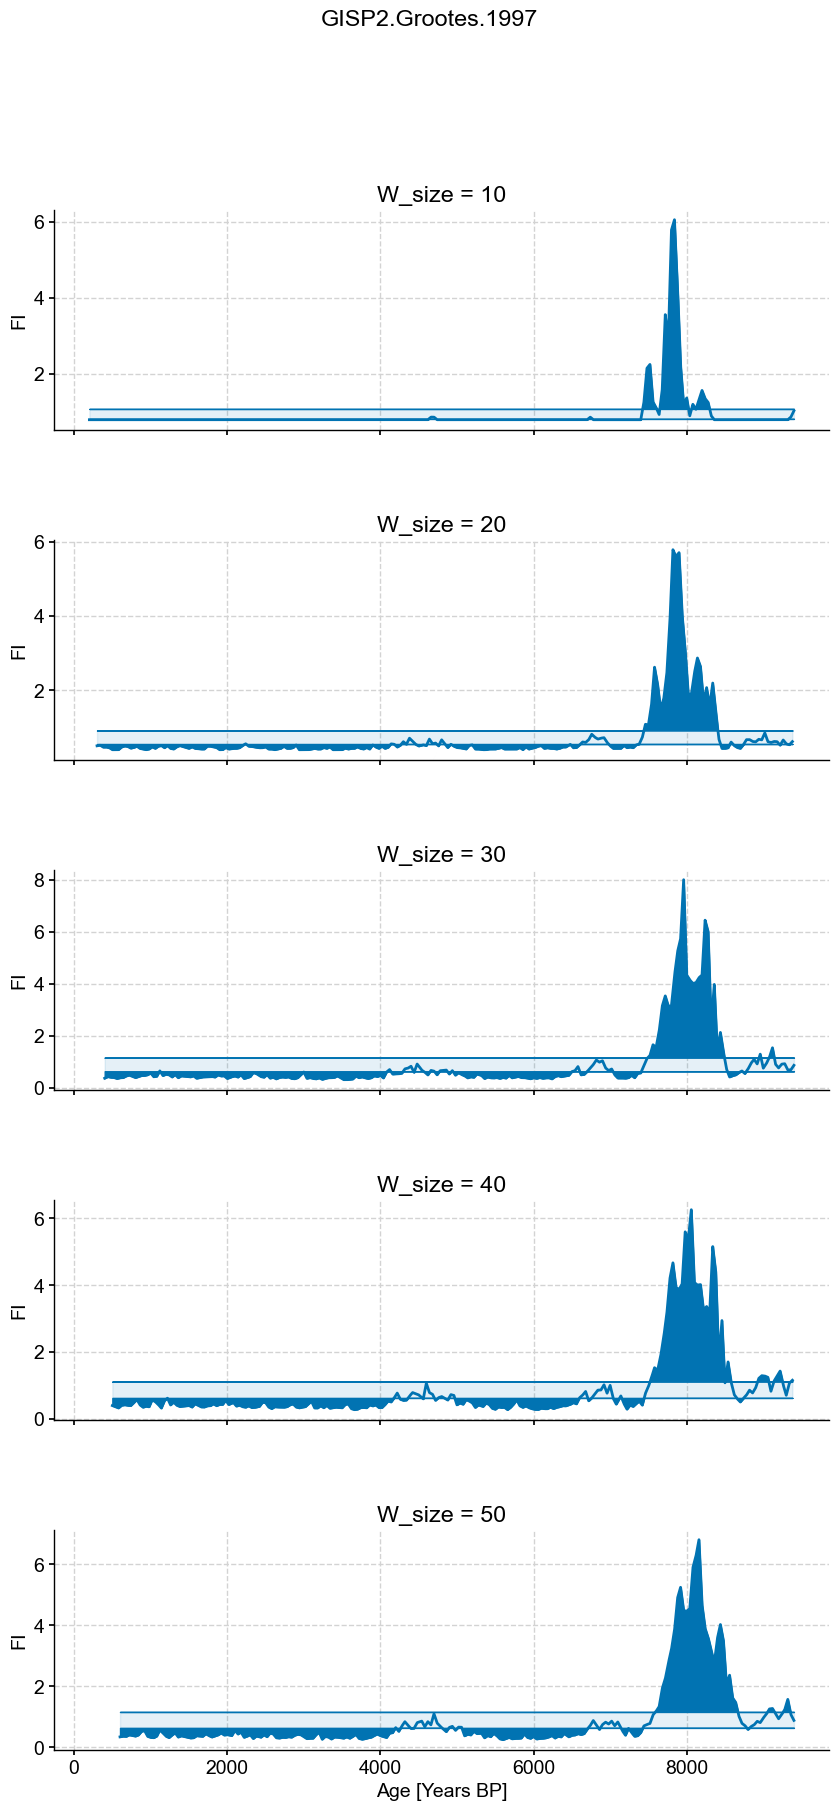 GISP2.Grootes.1997
W_size = 10
6
4
2
FI
W_size = 20
6
4
2
FI
W_size = 30
8
6
4
2
0
FI
W_size = 40
6
4
2
0
FI
W_size = 50
6
4
2
0
FI
0 2000 4000 6000 8000
Age [Years BP]